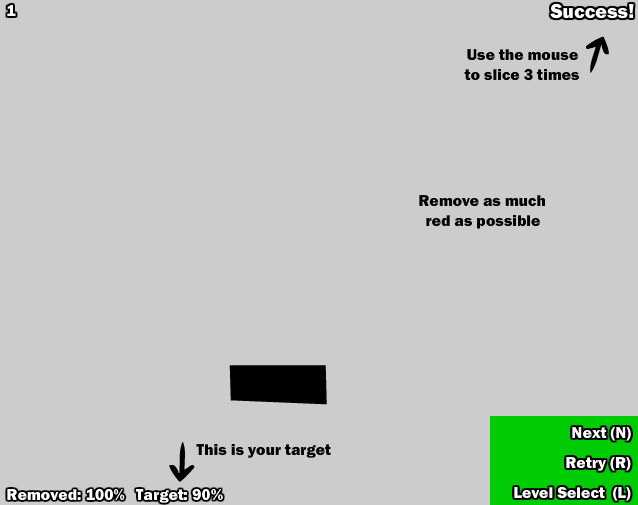 1
Success!
Use the mouse
to slice 3 times
Remove as much
red as possible
This is your target
Removed: 100% Target: 90%
Next (N)
Retry (R)
Level Select (L)